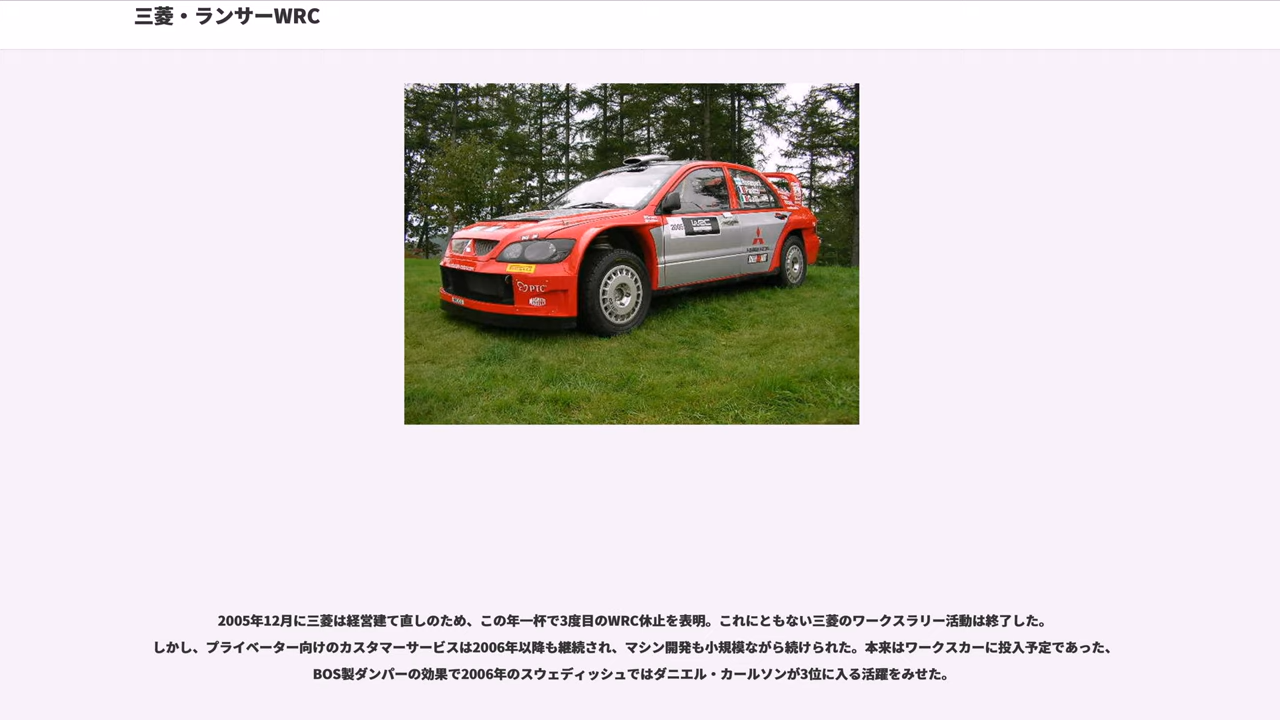 三菱・ランサーWRC
2005
WRC
PIRELLI
PTC
2005年12月に三菱は経営建て直しのため、この年一杯で3度目のWRC休止を表明。これにともない三菱のワークスラリー活動は終了した。
しかし、プライベーター向けのカスタマーサービスは2006年以降も継続され、マシン開発も小規模ながら続けられた。本来はワークスカーに投入予定であった、
BOS製ダンパーの効果で2006年のスウェディッシュではダニエル・カールソンが3位に入る活躍をみせた。